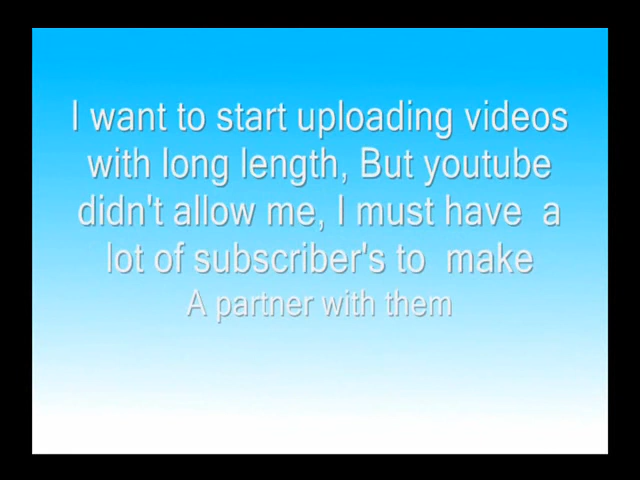 I want to start uploading videos
with long length, But youtube
didn't allow me, I must have a
lot of subscriber's to make
A partner with them